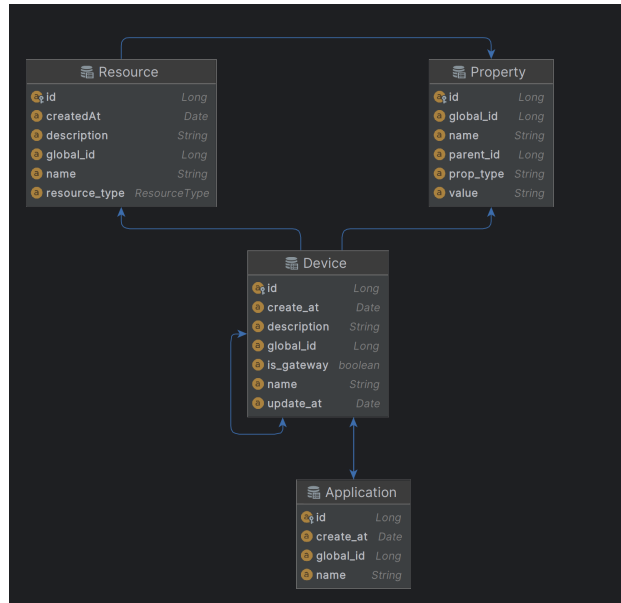 Resource
id Long
createdAt Date
description String
global_id Long
name String
resource_type ResourceType
Property
id Long
global_id Long
name String
parent_id Long
prop_type String
value String
Device
id Long
create_at Date
description String
global_id Long
is_gateway boolean
name String
update_at Date
Application
id Long
create_at Date
global_id Long
name String